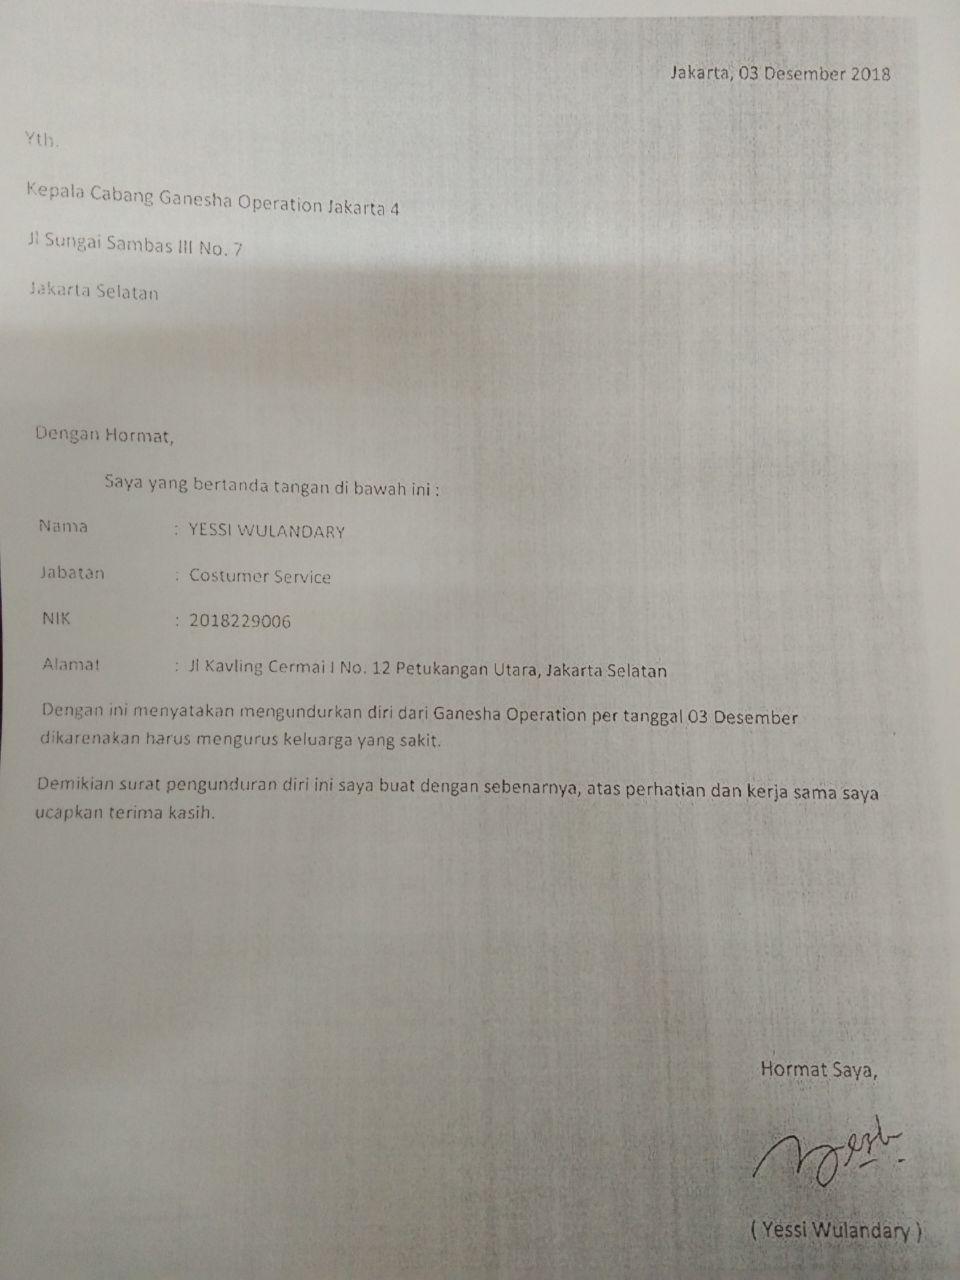 Jakarta, 03 Desember 2018
Yth.
Kepala Cabang Ganesha Operation Jakarta 4
Jl Sungai Sambas III No. 7
Jakarta Selatan
Dengan Hormat,
Saya yang bertanda tangan di bawah ini :
Nama : YESSI WULANDARY
Jabatan : Costumer Service
NIK : 2018229006
Alamat : Jl Kavling Cermai I No. 12 Petukangan Utara, Jakarta Selatan
Dengan ini menyatakan mengundurkan diri dari Ganesha Operation per tanggal 03 Desember
dikarenakan harus mengurus keluarga yang sakit.
Demikian surat pengunduran diri ini saya buat dengan sebenarnya, atas perhatian dan kerja sama saya
ucapkan terima kasih.
Hormat Saya,
( Yessi Wulandary )